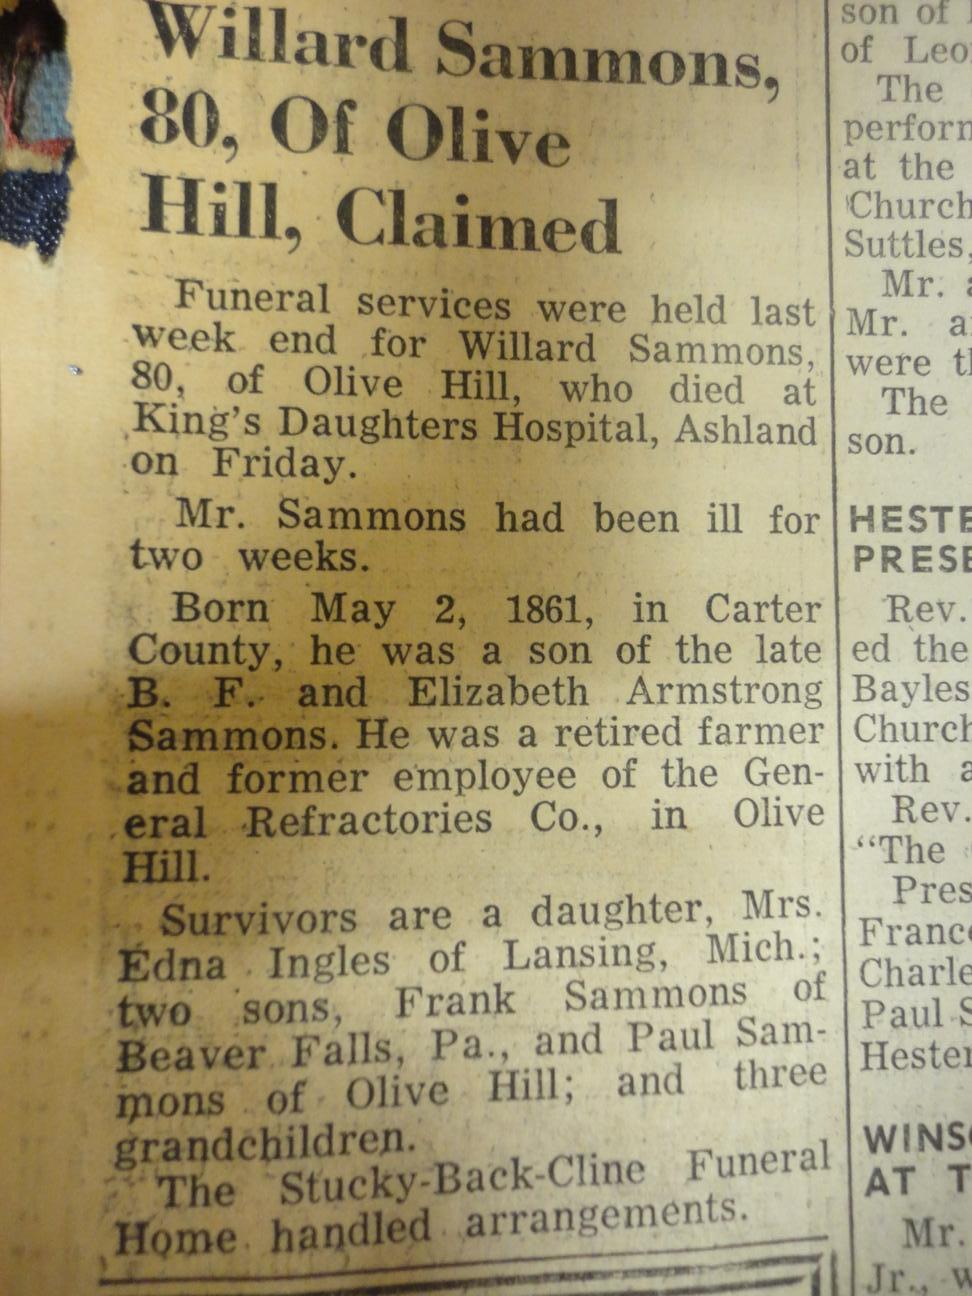 Willard Sammons,
80, Of Olive
Hill, Claimed
Funeral services were held last
week end for Willard Sammons,
80, of Olive Hill, who died at
King's Daughters Hospital, Ashland
on Friday.
Mr. Sammons had been ill for
two weeks.
Born May 2, 1861, in Carter
County, he was a son of the late
B. F. and Elizabeth Armstrong
Sammons. He was a retired farmer
and former employee of the Gen-
eral Refractories Co., in Olive
Hill.
Survivors are a daughter, Mrs.
Edna Ingles of Lansing, Mich.;
two sons, Frank Sammons of
Beaver Falls, Pa., and Paul Sam-
mons of Olive Hill; and three
grandchildren.
The Stucky-Back-Cline Funeral
Home handled arrangements.
son of
of Leo
The
perform
at the
Church
Suttles,
Mr. a
Mr. a
were th
The
son.
HESTE
PRESE
Rev.
ed the
Bayles
Church
with a
Rev.
"The
Pres
France
Charle
Paul S
Hester
WINS
AT T
Mr.
Jr., w